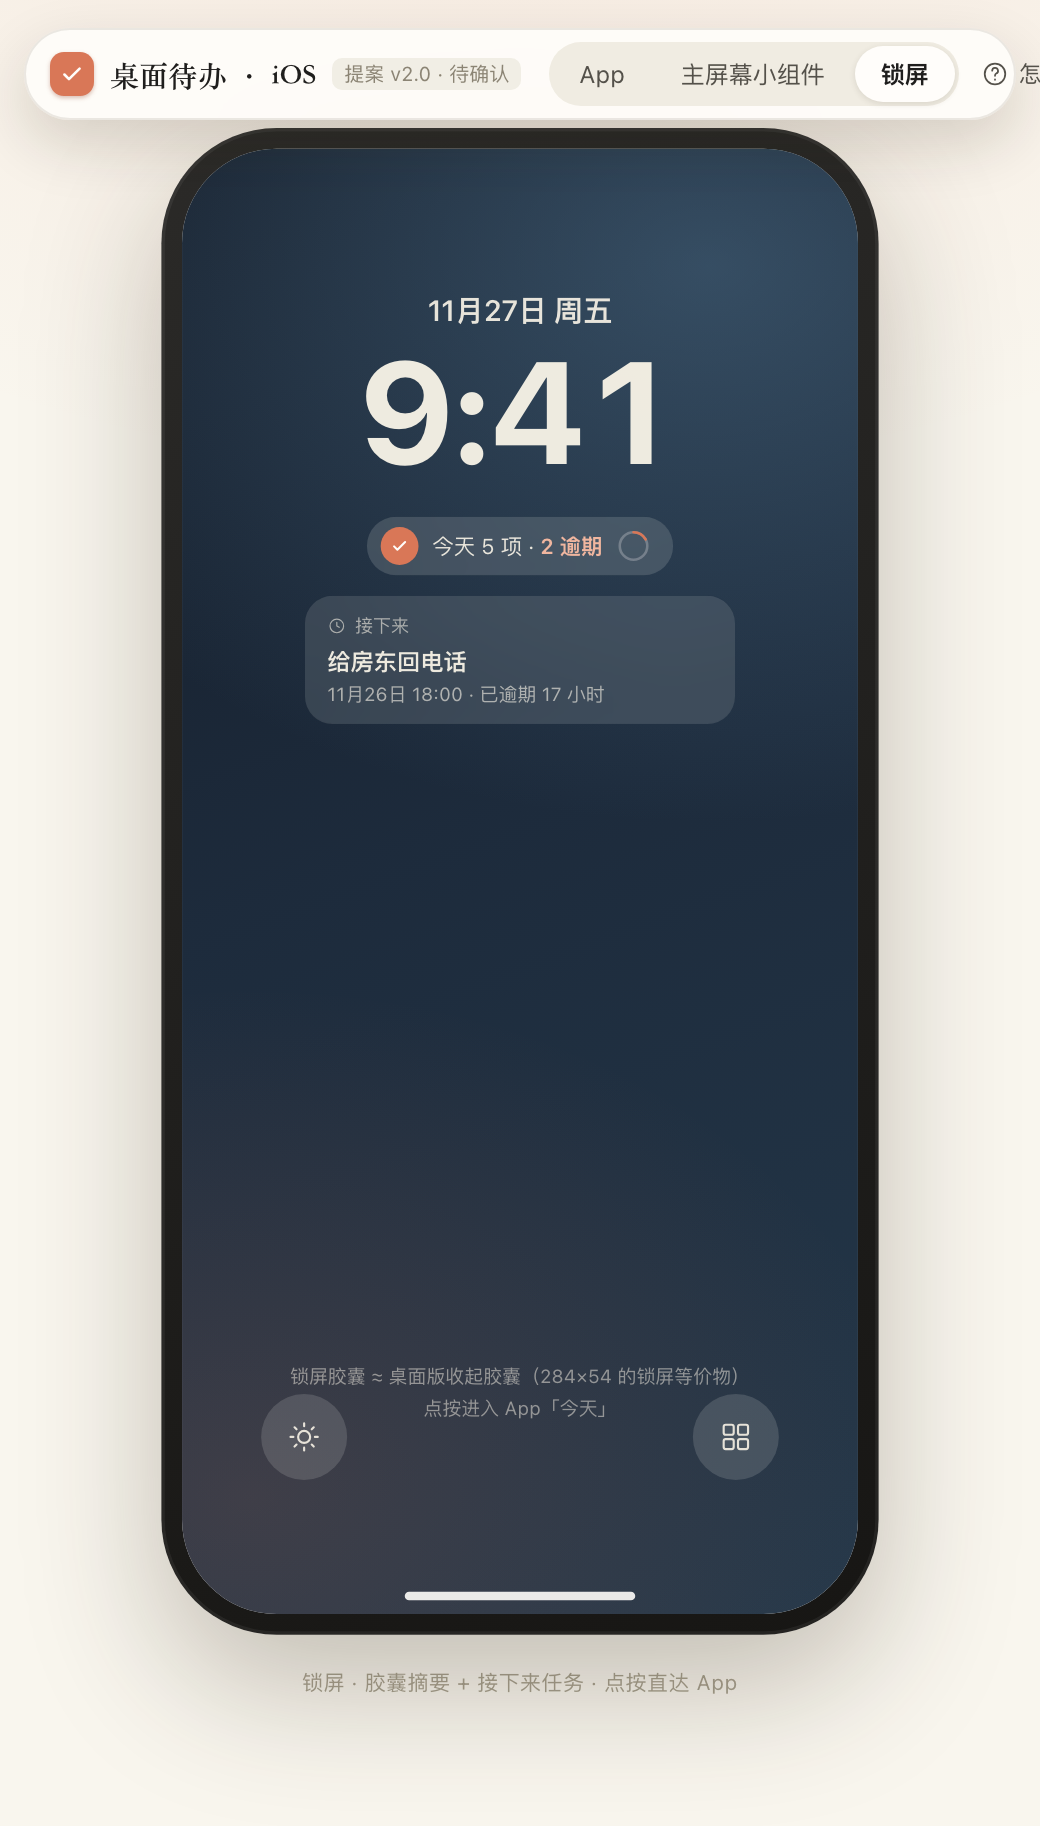 桌面待办 · iOS
提案 v2.0 · 待确认
App
主屏幕小组件
锁屏
怎
11月27日 周五
9:41
今天 5 项 · 2 逾期
接下来
给房东回电话
11月26日 18:00 · 已逾期 17 小时
锁屏胶囊 ≈ 桌面版收起胶囊（284×54 的锁屏等价物）
点按进入 App「今天」
锁屏 · 胶囊摘要 + 接下来任务 · 点按直达 App